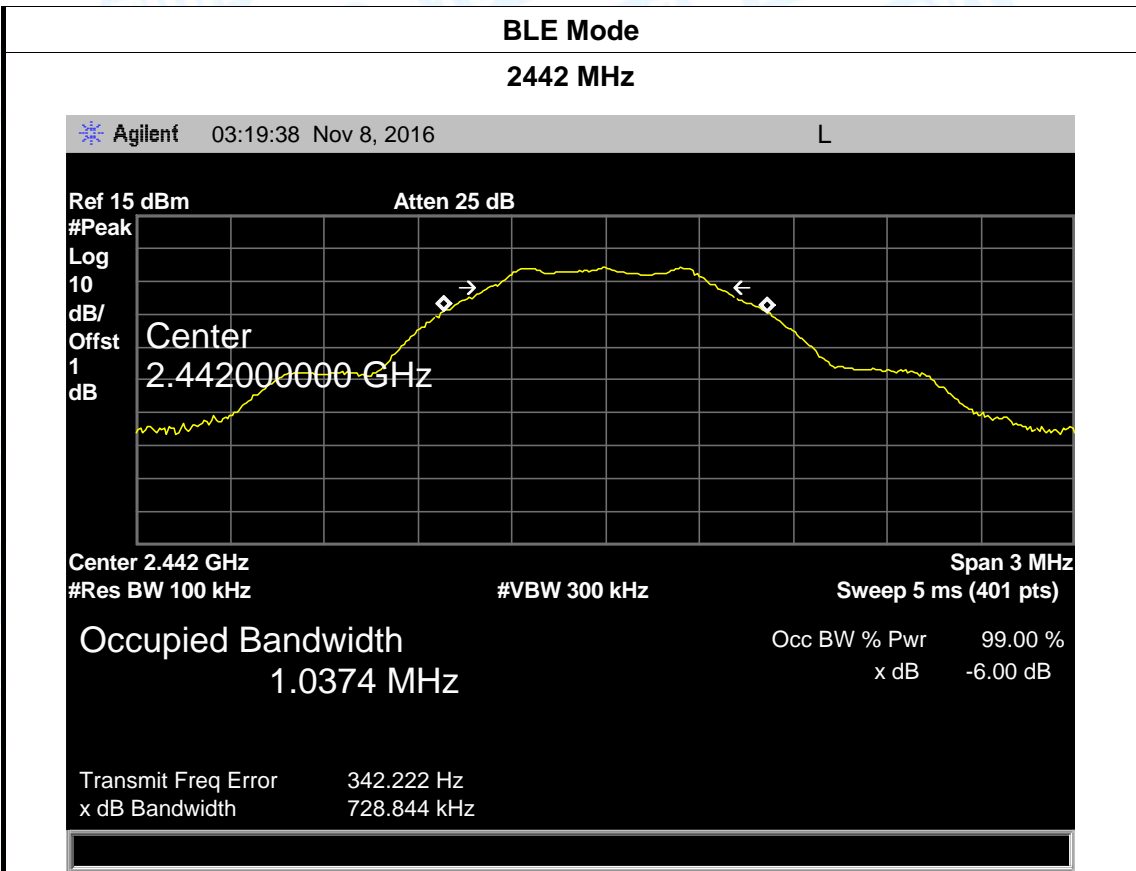 BLE Mode
2442 MHz
Agilent 03:19:38 Nov 8, 2016 L
Ref 15 dBm Atten 25 dB
#Peak
Log
10
dB/
Offst
1
dB
Center
2.442000000 GHz
Center 2.442 GHz Span 3 MHz
#Res BW 100 kHz #VBW 300 kHz Sweep 5 ms (401 pts)
Occupied Bandwidth Occ BW % Pwr 99.00 %
1.0374 MHz x dB -6.00 dB
Transmit Freq Error 342.222 Hz
x dB Bandwidth 728.844 kHz